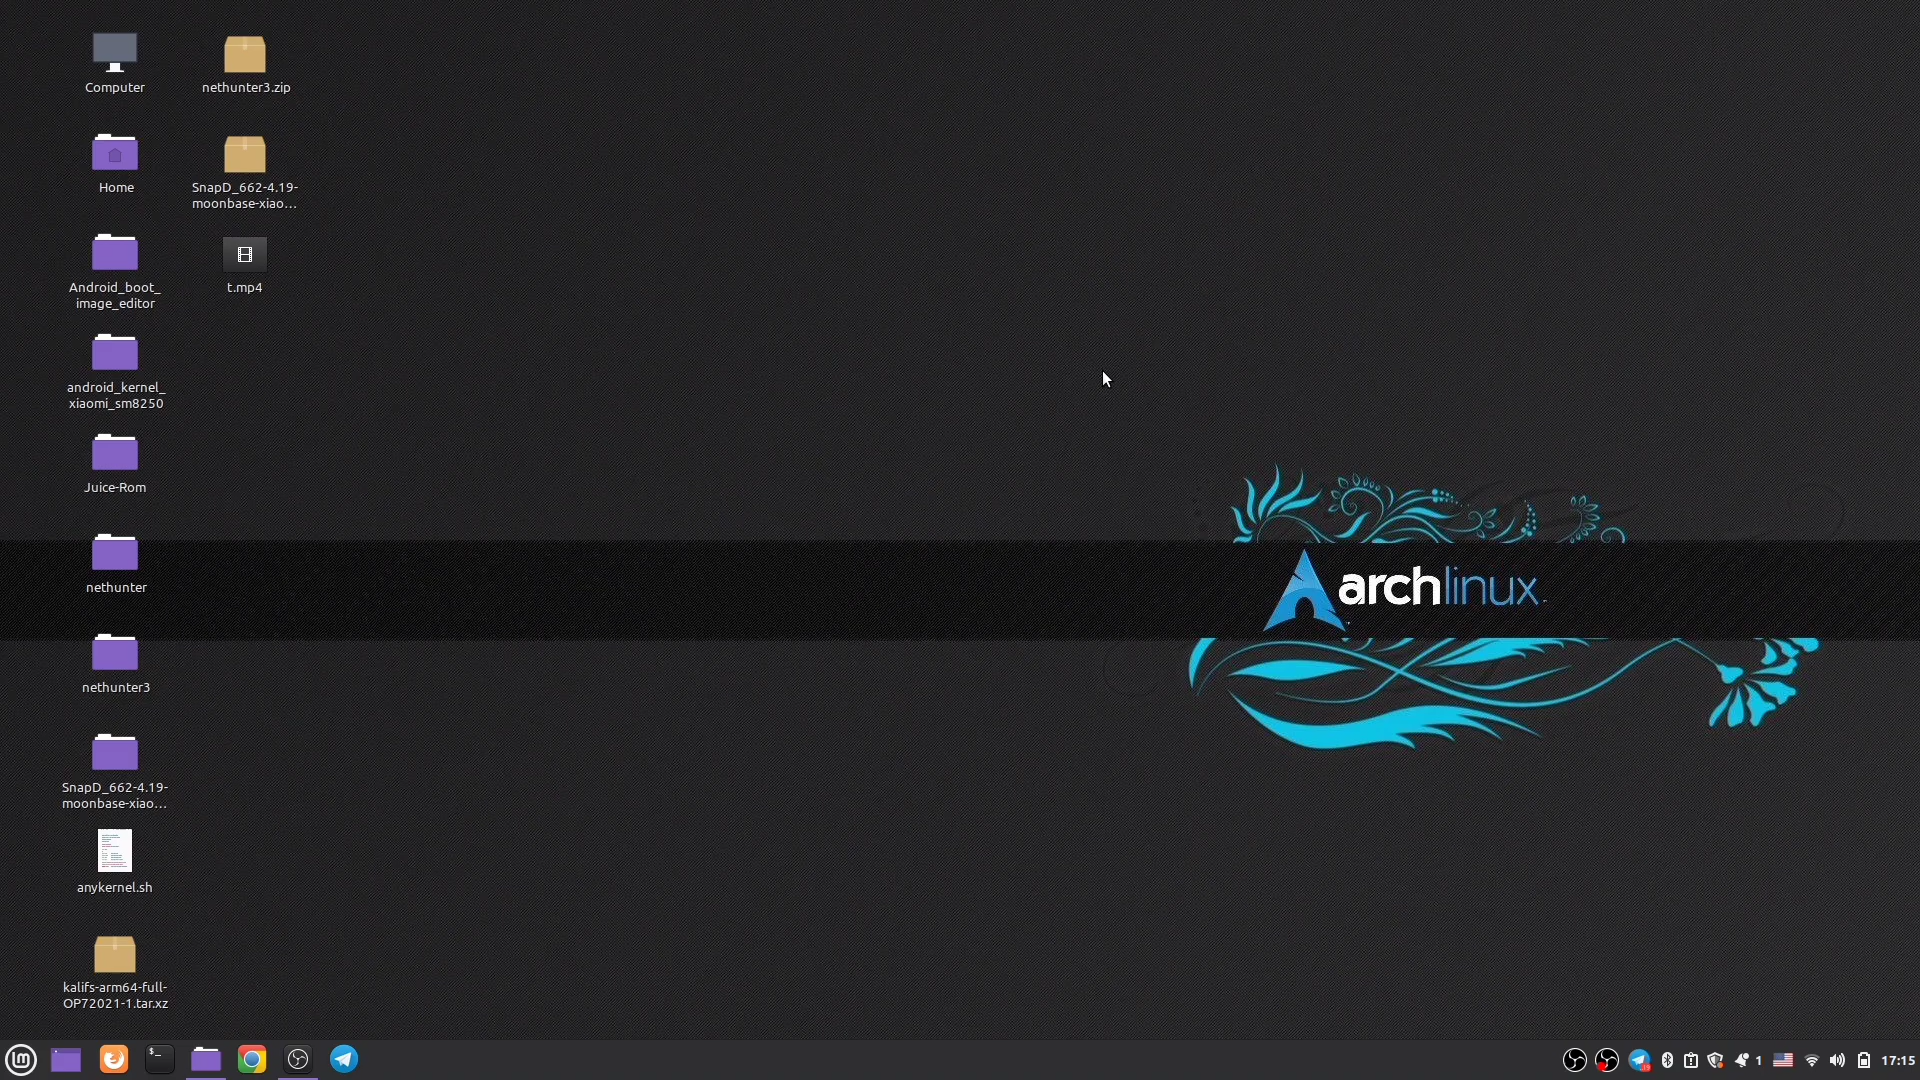 Computer
nethunter3.zip
Home
SnapD_662-4.19-
moonbase-xiao...
Android_boot_
image_editor
t.mp4
android_kernel_
xiaomi_sm8250
Juice-Rom
nethunter
archlinux
nethunter3
SnapD_662-4.19-
moonbase-xiao...
anykernel.sh
kalifs-arm64-full-
OP72021-1.tar.xz
lm
$_
1
17:15